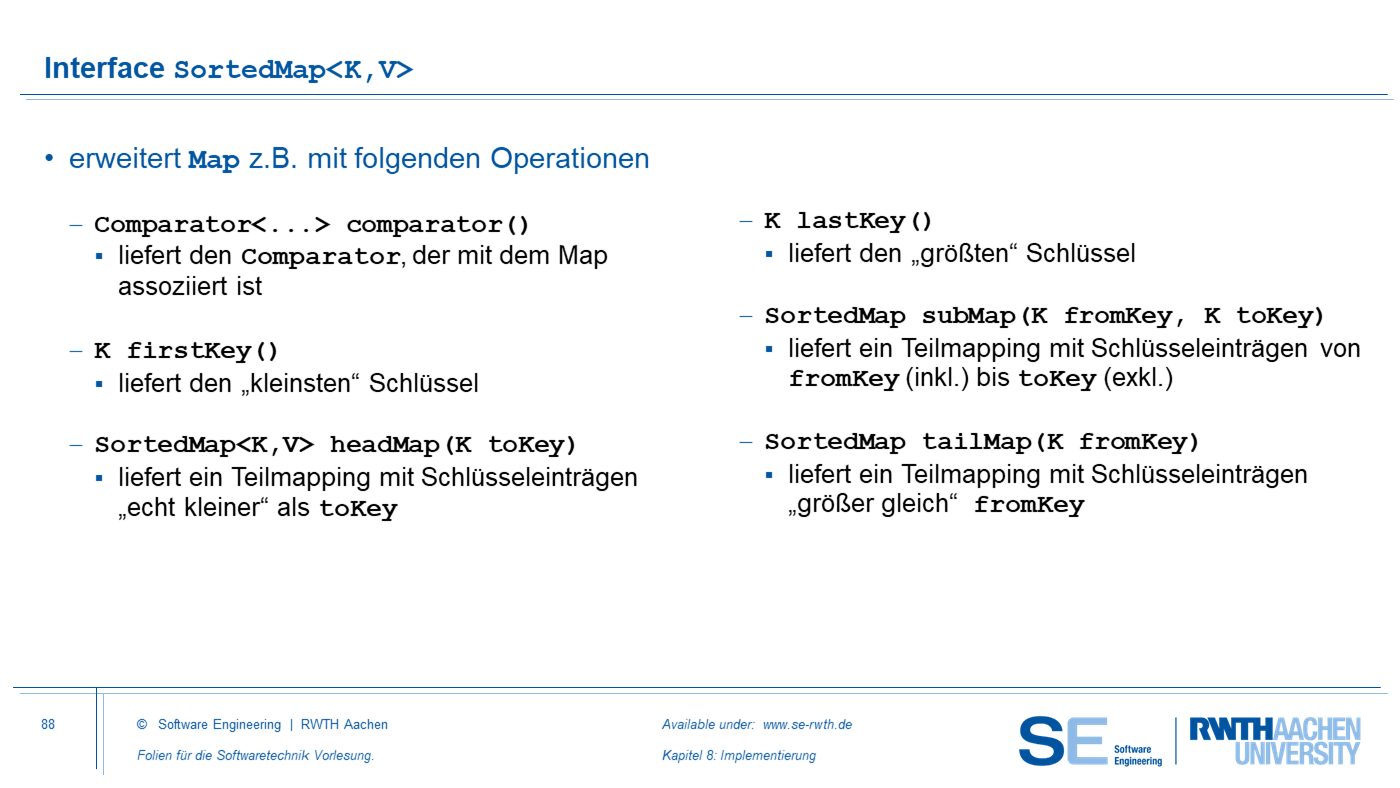 Interface SortedMap<K,V>
• erweitert Map z.B. mit folgenden Operationen
– Comparator<...> comparator()
▪ liefert den Comparator, der mit dem Map
assoziiert ist
– K firstKey()
▪ liefert den „kleinsten“ Schlüssel
– SortedMap<K,V> headMap(K toKey)
▪ liefert ein Teilmapping mit Schlüsseleinträgen
„echt kleiner“ als toKey
– K lastKey()
▪ liefert den „größten“ Schlüssel
– SortedMap subMap(K fromKey, K toKey)
▪ liefert ein Teilmapping mit Schlüsseleinträgen von
fromKey (inkl.) bis toKey (exkl.)
– SortedMap tailMap(K fromKey)
▪ liefert ein Teilmapping mit Schlüsseleinträgen
„größer gleich“ fromKey
88
© Software Engineering | RWTH Aachen
Folien für die Softwaretechnik Vorlesung.
Available under: www.se-rwth.de
Kapitel 8: Implementierung
SE Software
Engineering
RWTHAACHEN
UNIVERSITY